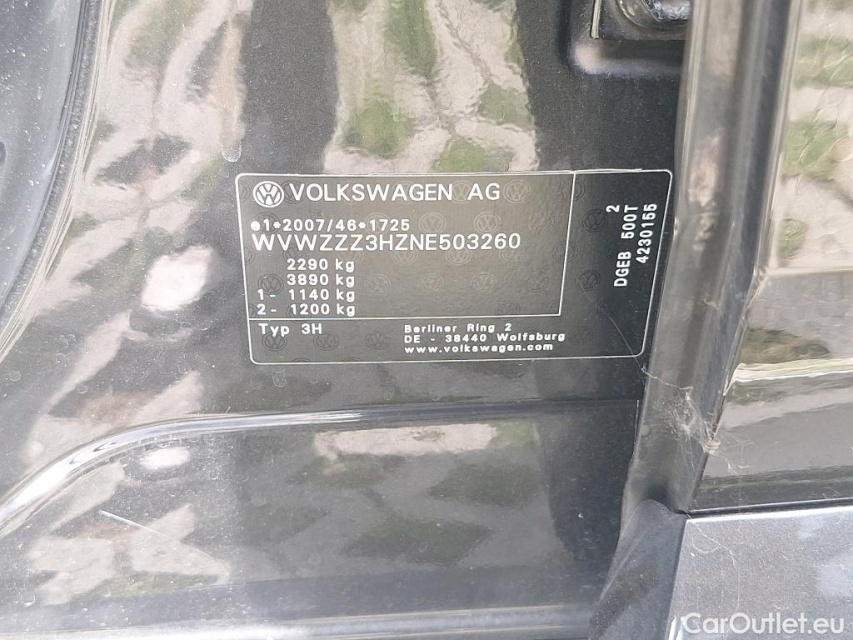 VOLKSWAGEN AG
e1*2007/46*1725
WVWZZZ3HZNE503260
2290 kg
3890 kg
1- 1140 kg
2- 1200 kg
Typ 3H
Berliner Ring 2
DE - 38440 Wolfsburg
www.volkswagen.com
2
DGEB 500T
4230155
CarOutlet.eu